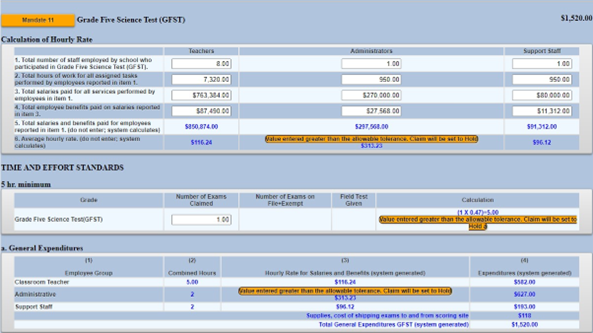 Mandate 11 Grade Five Science Test (GFST) $1,520.00
Calculation of Hourly Rate
Teachers Administrators Support Staff
1. Total number of staff employed by school who
participated in Grade Five Science Test (GFST). 8.00 1.00 1.00
2. Total hours of work for all assigned tasks
performed by employees reported in item 1. 7,320.00 950.00 950.00
3. Total salaries paid for all services performed by
employees in item 1. $763,384.00 $270,000.00 $80,000.00
4. Total employee benefits paid on salaries reported
in item 3. $87,490.00 $27,568.00 $11,312.00
5. Total salaries and benefits paid for employees
reported in item 1. (do not enter; system calculates) $850,874.00 $297,568.00 $91,312.00
6. Average hourly rate. (do not enter; system
calculates) $116.24 Value entered greater than the allowable tolerance. Claim will be set to Hold
$313.23 $96.12
TIME AND EFFORT STANDARDS
5 hr. minimum
Grade Number of Exams
Claimed Number of Exams on
File+Exempt Field Test
Given Calculation
Grade Five Science Test(GFST) 1.00 (1 X 0.47)=5.00
Value entered greater than the allowable tolerance. Claim will be set to
Hold
a. General Expenditures
(1) (2) (3) (4)
Employee Group Combined Hours Hourly Rate for Salaries and Benefits (system generated) Expenditures (system generated)
Classroom Teacher 5.00 $116.24 $582.00
Administrative 2 Value entered greater than the allowable tolerance. Claim will be set to Hold
$313.23 $627.00
Support Staff 2 $96.12 $193.00
Supplies, cost of shipping exams to and from scoring site $118
Total General Expenditures GFST (system generated) $1,520.00